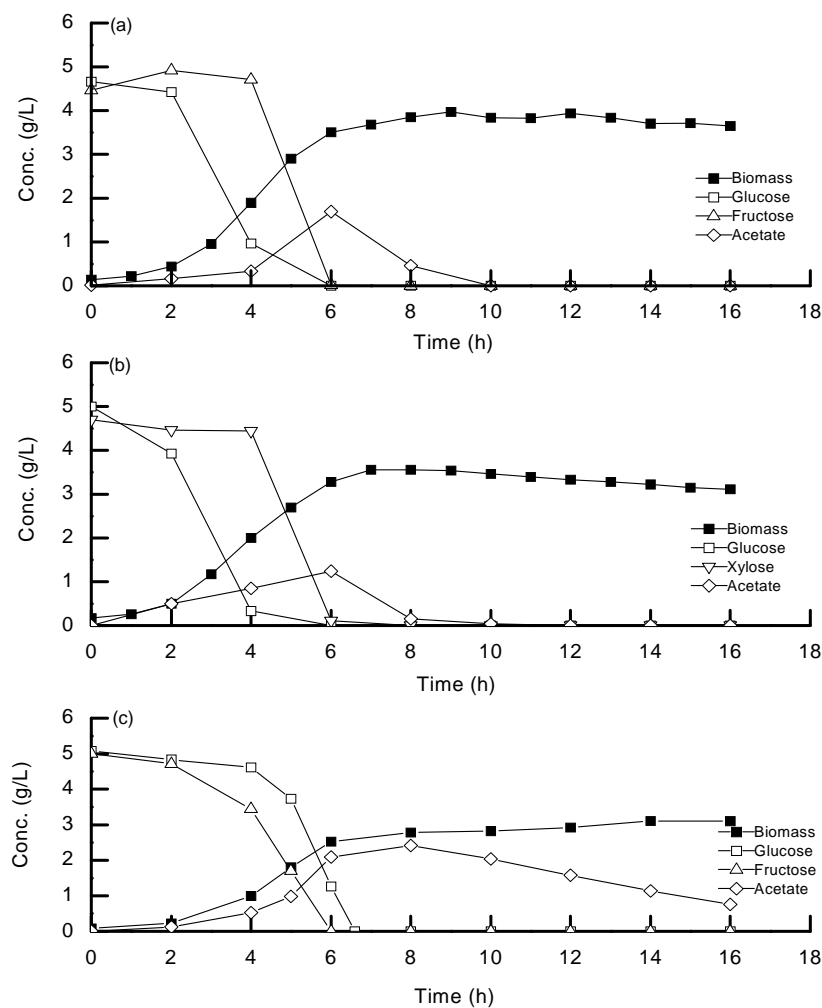 (a)
6
5
4
3
2
1
0
Conc. (g/L)
Biomass
Glucose
Fructose
Acetate
0 2 4 6 8 10 12 14 16 18
Time (h)
(b)
6
5
4
3
2
1
0
Conc. (g/L)
Biomass
Glucose
Xylose
Acetate
0 2 4 6 8 10 12 14 16 18
Time (h)
(c)
6
5
4
3
2
1
0
Conc. (g/L)
Biomass
Glucose
Fructose
Acetate
0 2 4 6 8 10 12 14 16 18
Time (h)